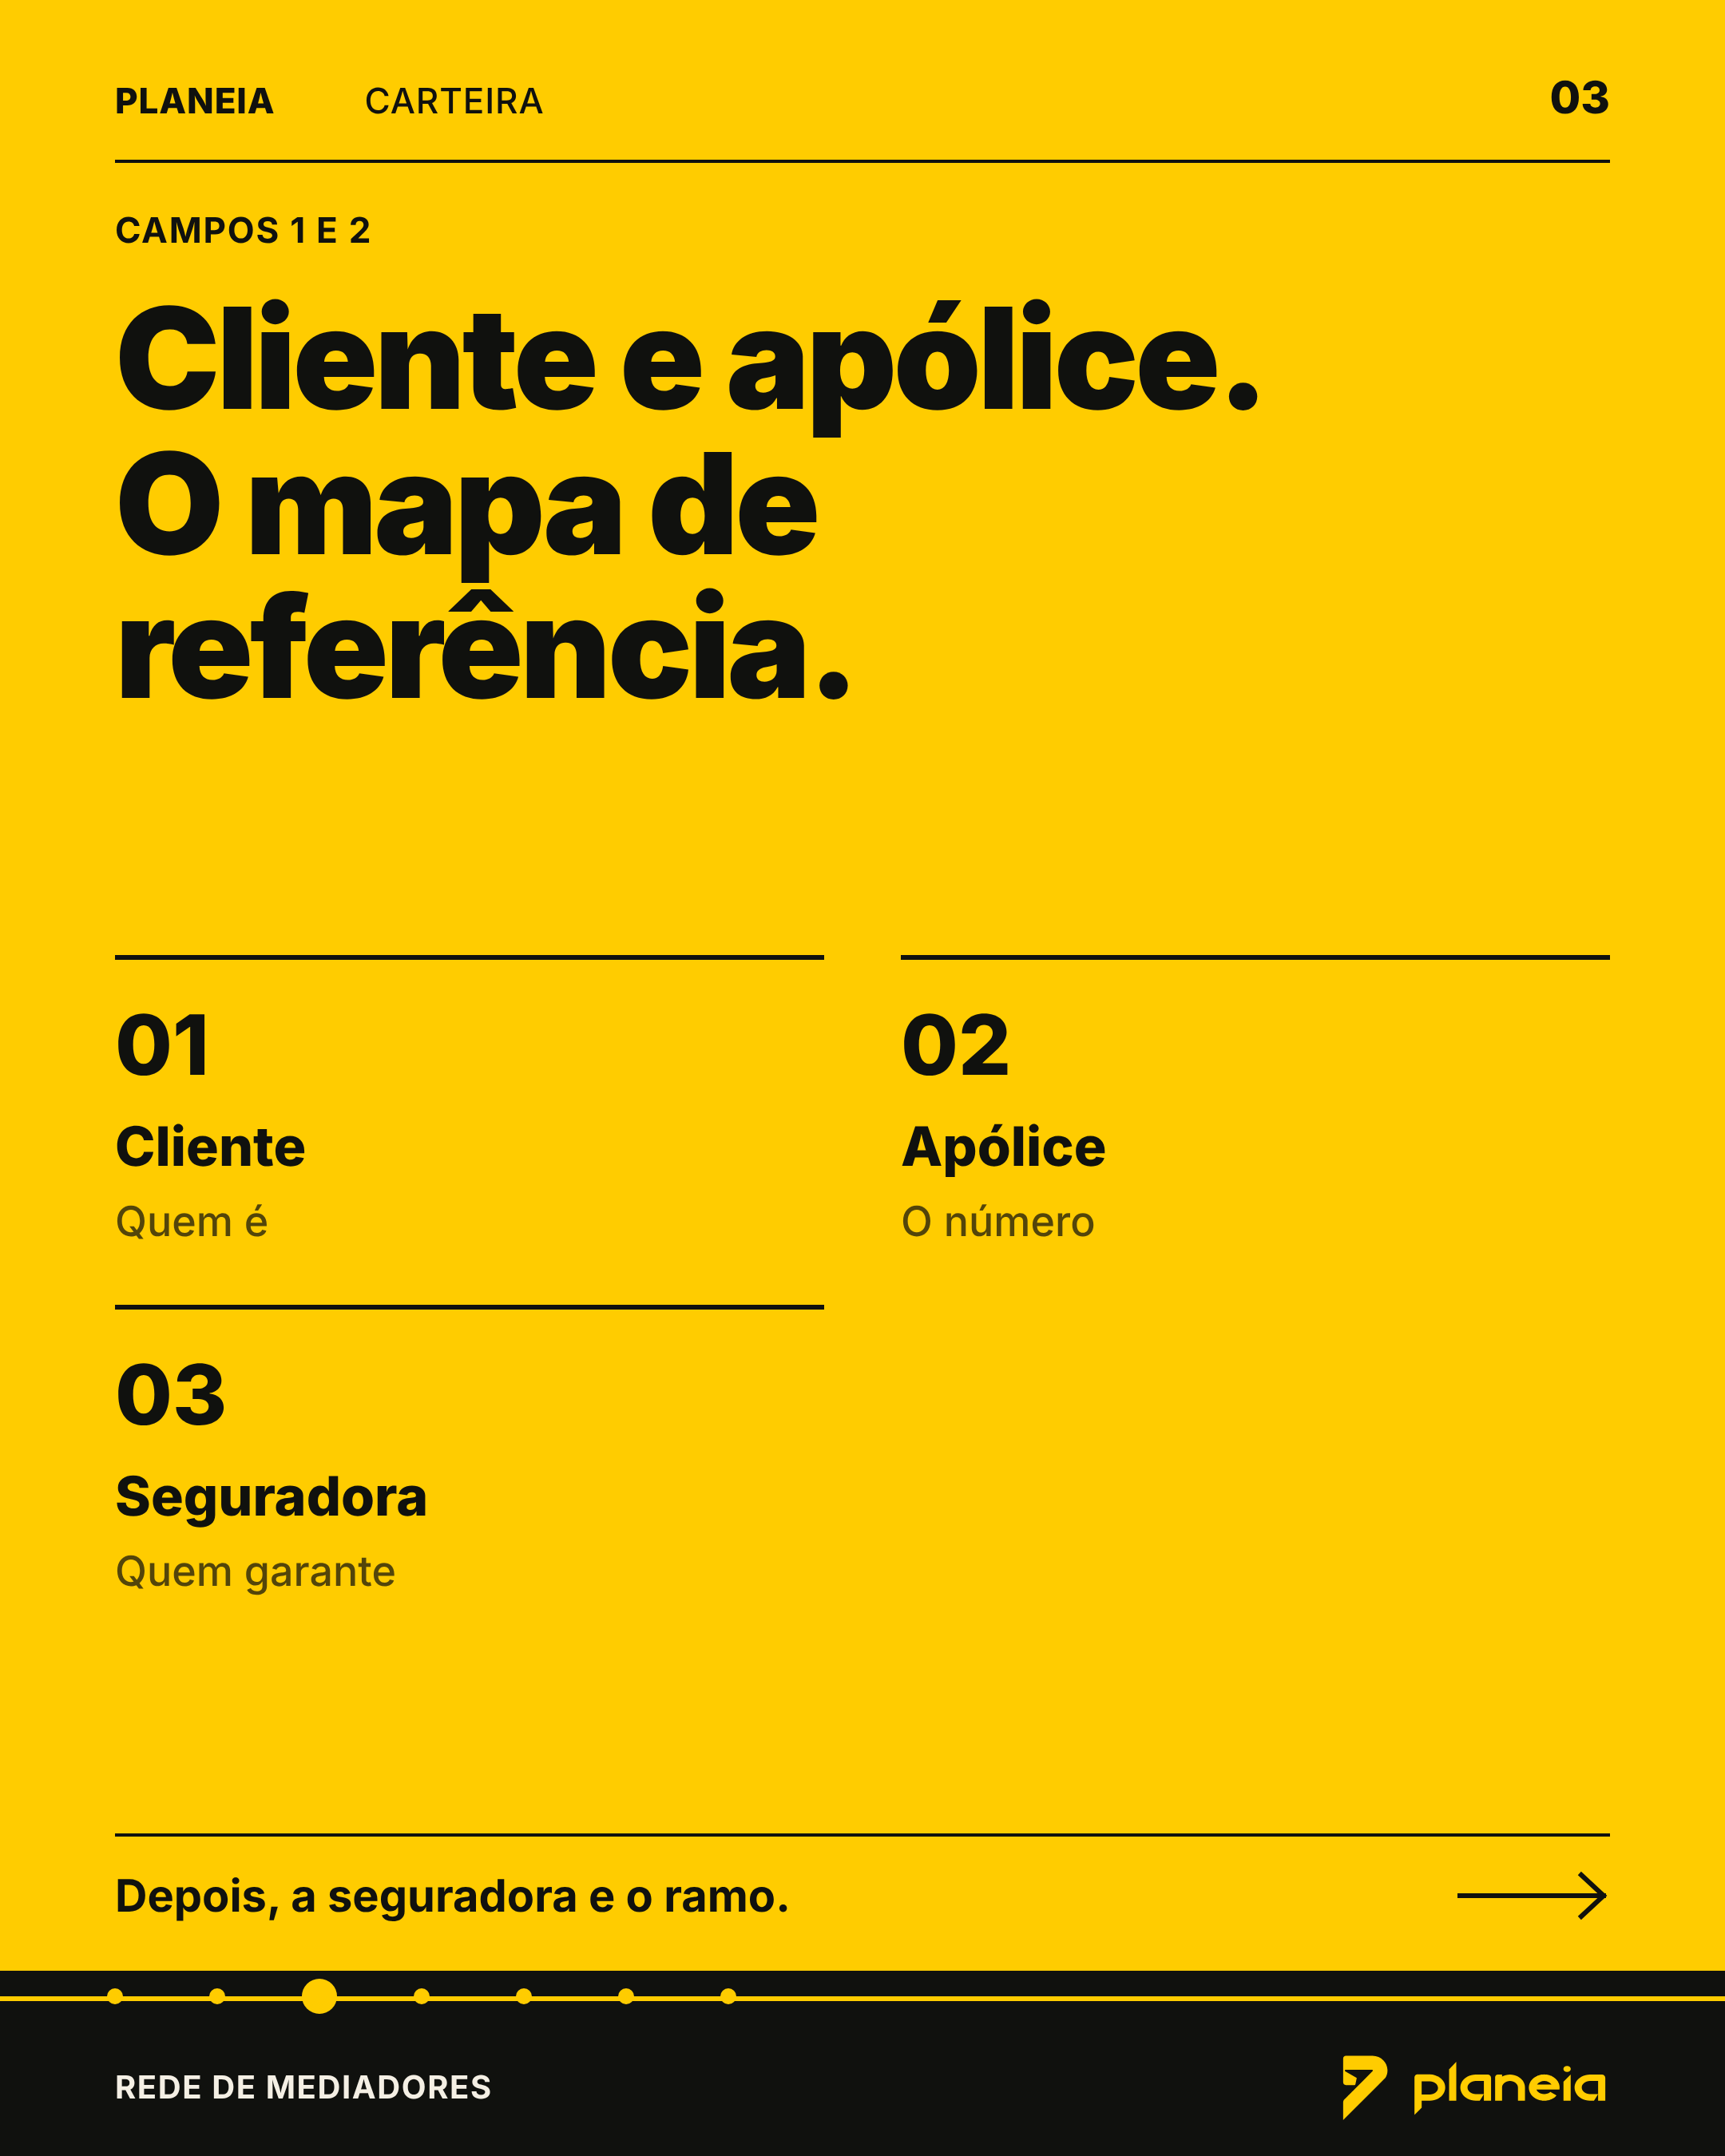 PLANEIA CARTEIRA 03
CAMPOS 1 E 2
Cliente e apólice.
O mapa de
referência.
01
Cliente
Quem é
02
Apólice
O número
03
Seguradora
Quem garante
Depois, a seguradora e o ramo.
REDE DE MEDIADORES
planeia